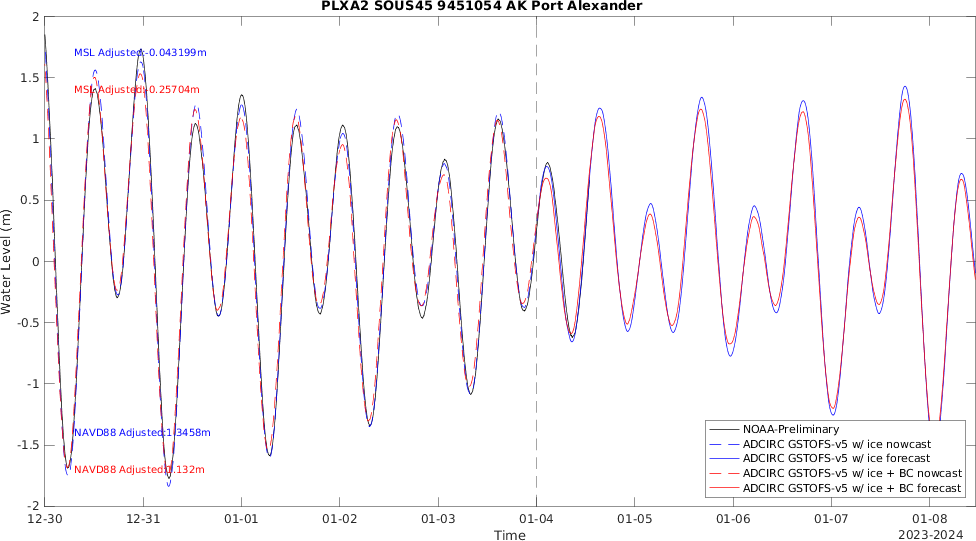 PLXA2 SOUS45 9451054 AK Port Alexander
2
1.5
1
0.5
0
-0.5
-1
-1.5
-2
Water Level (m)
MSL Adjusted:-0.043199m
MSL Adjusted:-0.25704m
NAVD88 Adjusted:1.3458m
NAVD88 Adjusted:1.132m
NOAA-Preliminary
ADCIRC GSTOFS-v5 w/ ice nowcast
ADCIRC GSTOFS-v5 w/ ice forecast
ADCIRC GSTOFS-v5 w/ ice + BC nowcast
ADCIRC GSTOFS-v5 w/ ice + BC forecast
12-30 12-31 01-01 01-02 01-03 01-04 01-05 01-06 01-07 01-08
Time
2023-2024